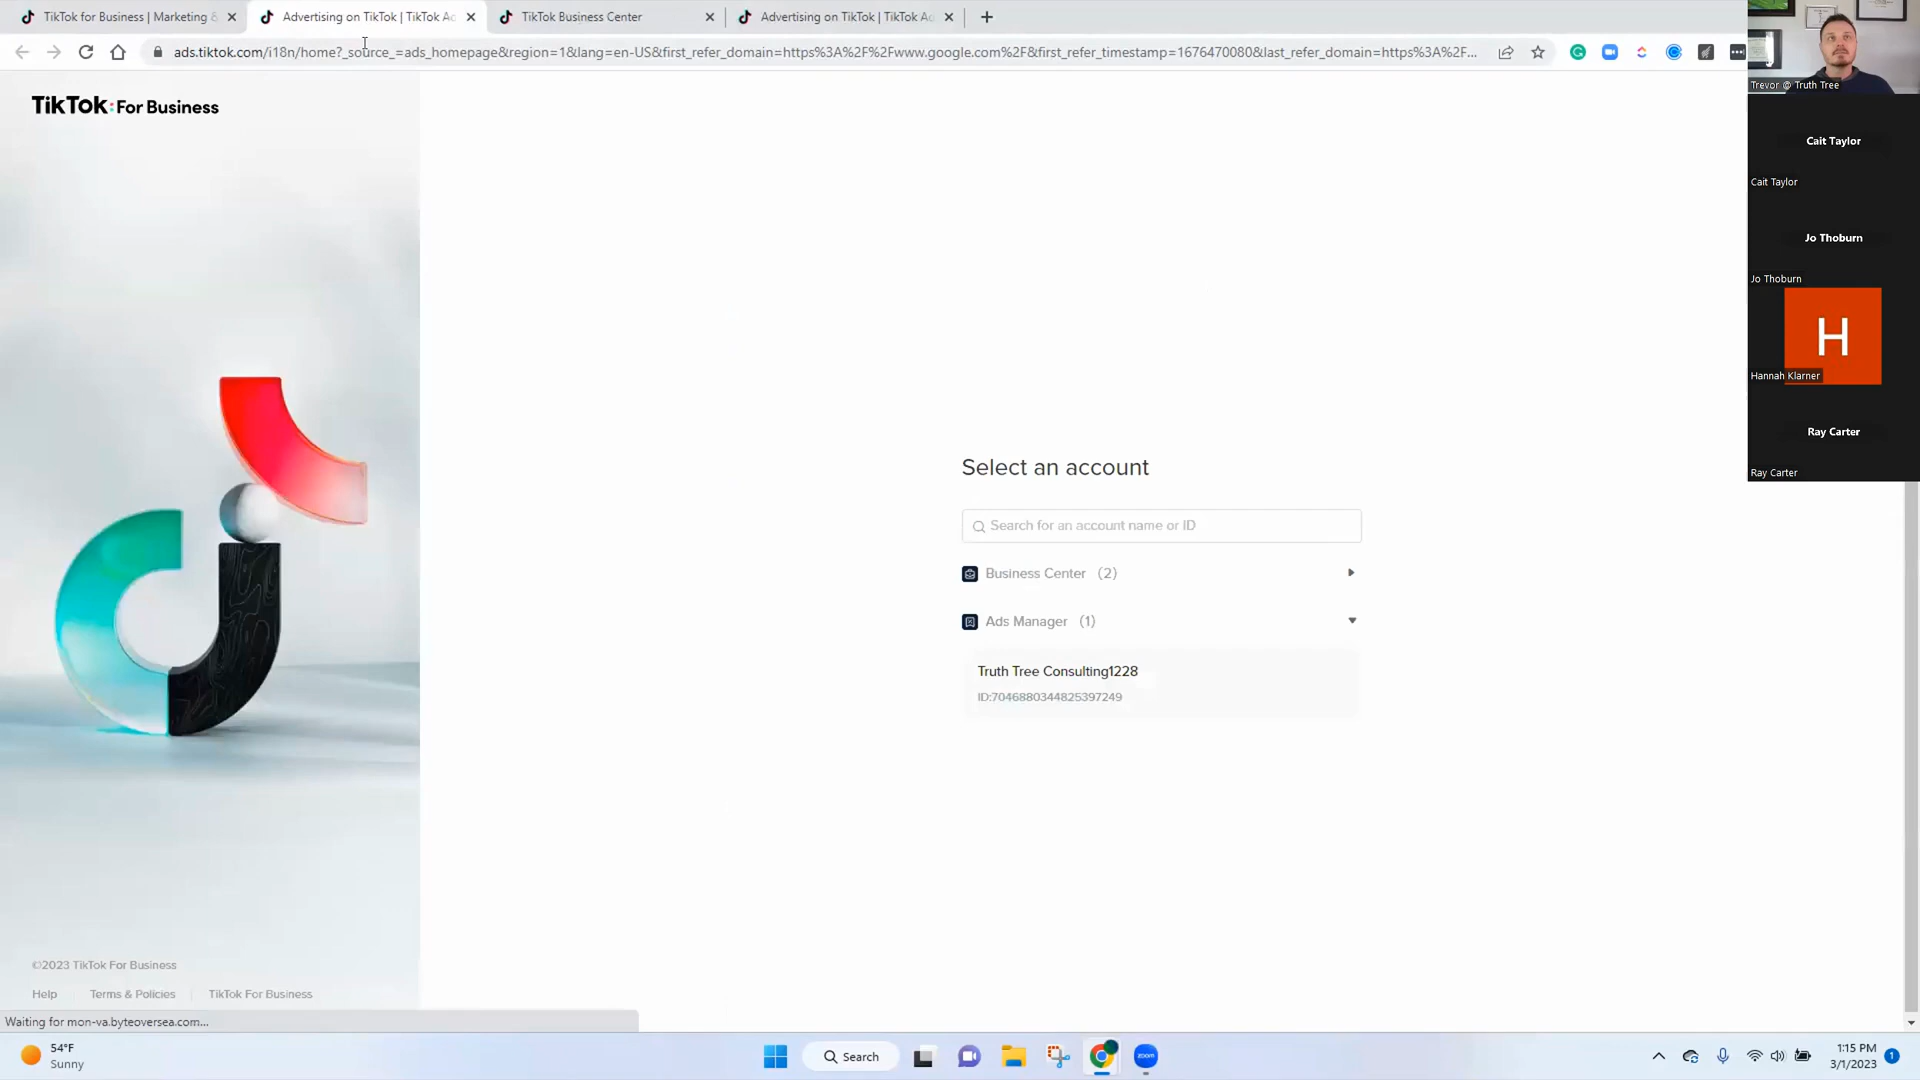 TikTok for Business | Marketing &
Advertising on TikTok | TikTok Ad
TikTok Business Center
Advertising on TikTok | TikTok Ad
ads.tiktok.com/i18n/home?_source_=ads_homepage&region=1&lang=en-US&first_refer_domain=https%3A%2F%2Fwww.google.com%2F&first_refer_timestamp=1676470080&last_refer_domain=https%3A%2F...
TikTok: For Business
Trevor @ Truth Tree
Cait Taylor
Cait Taylor
Jo Thoburn
Jo Thoburn
H
Hannah Klarner
Ray Carter
Ray Carter
Select an account
Search for an account name or ID
Business Center (2)
Ads Manager (1)
Truth Tree Consulting1228
ID:7046880344825397249
©2023 TikTok For Business
Help
Terms & Policies
TikTok For Business
Waiting for mon-va.byteoversea.com...
54°F
Sunny
Search
zoom
1:15 PM
3/1/2023
1